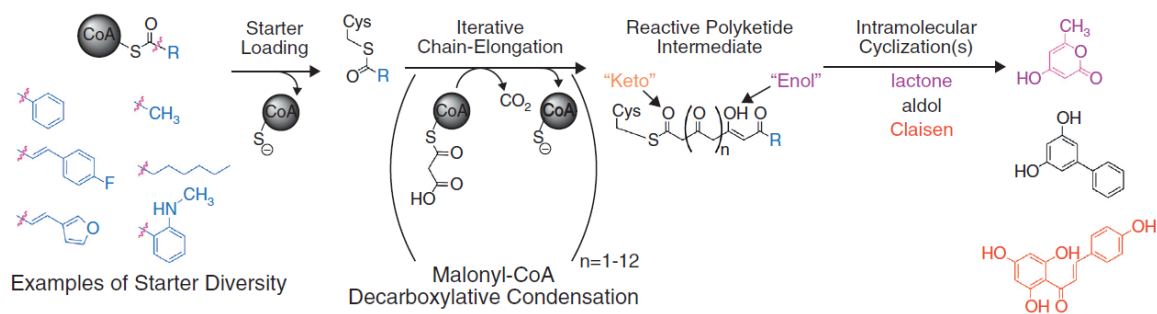 CoA
S
O
R
Starter
Loading
CoA
S
⊖
Cys
S
O
R
Iterative
Chain-Elongation
CoA
S
O
O
HO
CO2
CoA
S
⊖
n=1-12
Malonyl-CoA
Decarboxylative Condensation
Reactive Polyketide
Intermediate
"Keto"
"Enol"
Cys
S
O
O
n
OH
O
R
Intramolecular
Cyclization(s)
lactone
aldol
Claisen
CH3
O
O
HO
OH
HO
OH
HO
OH
OH
O
CH3
F
O
HN
CH3
Examples of Starter Diversity